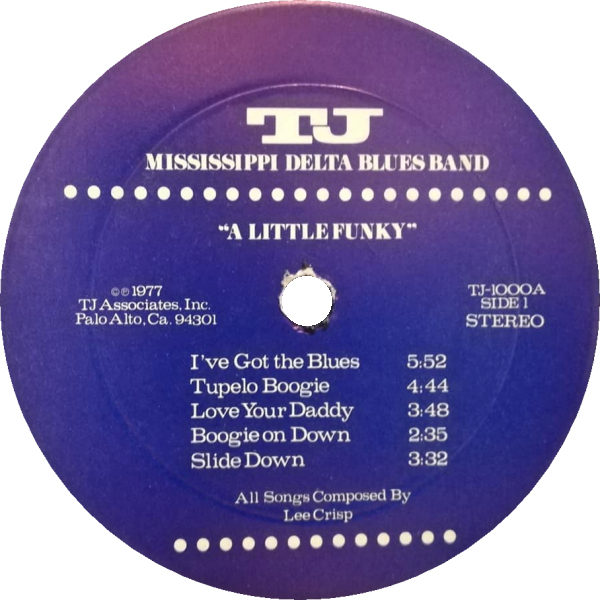 TJ
MISSISSIPPI DELTA BLUES BAND
"A LITTLE FUNKY"
©℗ 1977
TJ Associates, Inc.
Palo Alto, Ca. 94301
TJ-1000A
SIDE 1
STEREO
I've Got the Blues 5:52
Tupelo Boogie 4:44
Love Your Daddy 3:48
Boogie on Down 2:35
Slide Down 3:32
All Songs Composed By
Lee Crisp